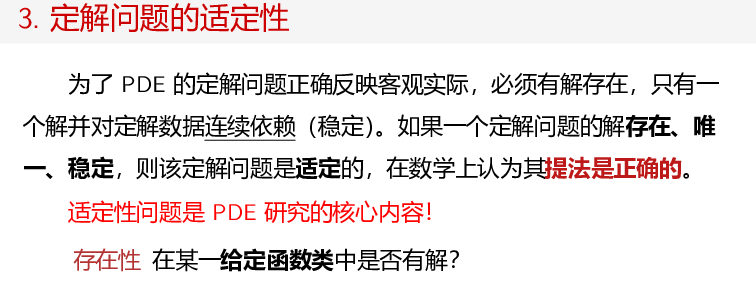 3. 定解问题的适定性
为了 PDE 的定解问题正确反映客观实际，必须有解存在，只有一
个解并对定解数据连续依赖（稳定）。如果一个定解问题的解存在、唯
一、稳定，则该定解问题是适定的，在数学上认为其提法是正确的。
适定性问题是 PDE 研究的核心内容！
存在性 在某一给定函数类中是否有解？